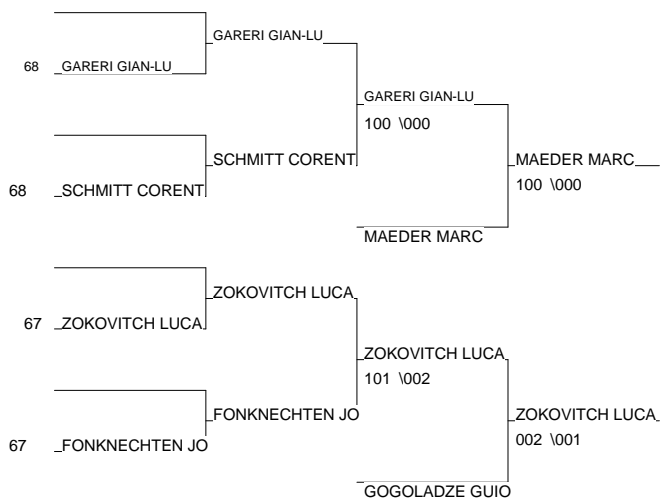 GARERI GIAN-LU
68 GARERI GIAN-LU
GARERI GIAN-LU
100 \000
SCHMITT CORENT
MAEDER MARC
100 \000
68 SCHMITT CORENT
MAEDER MARC
ZOKOVITCH LUCA
67 ZOKOVITCH LUCA
ZOKOVITCH LUCA
101 \002
FONKNECHTEN JO
ZOKOVITCH LUCA
002 \001
67 FONKNECHTEN JO
GOGOLADZE GUIO